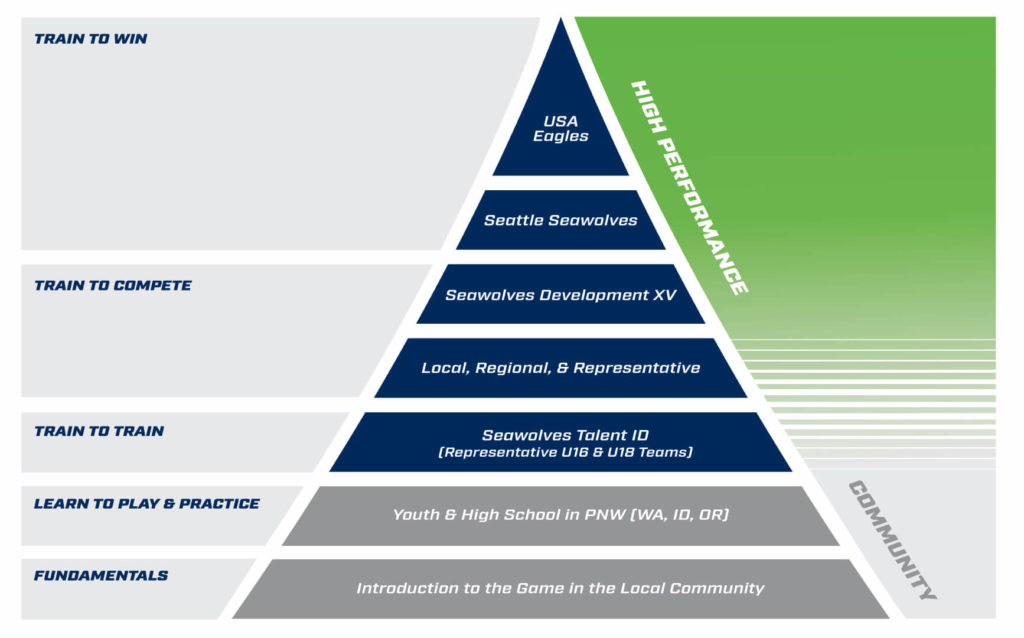 TRAIN TO WIN
USA
Eagles
HIGH PERFORMANCE
Seattle Seawolves
TRAIN TO COMPETE
Seawolves Development XV
Local, Regional, & Representative
TRAIN TO TRAIN
Seawolves Talent ID
(Representative U16 & U18 Teams)
LEARN TO PLAY & PRACTICE
Youth & High School in PNW (WA, ID, OR)
COMMUNITY
FUNDAMENTALS
Introduction to the Game in the Local Community